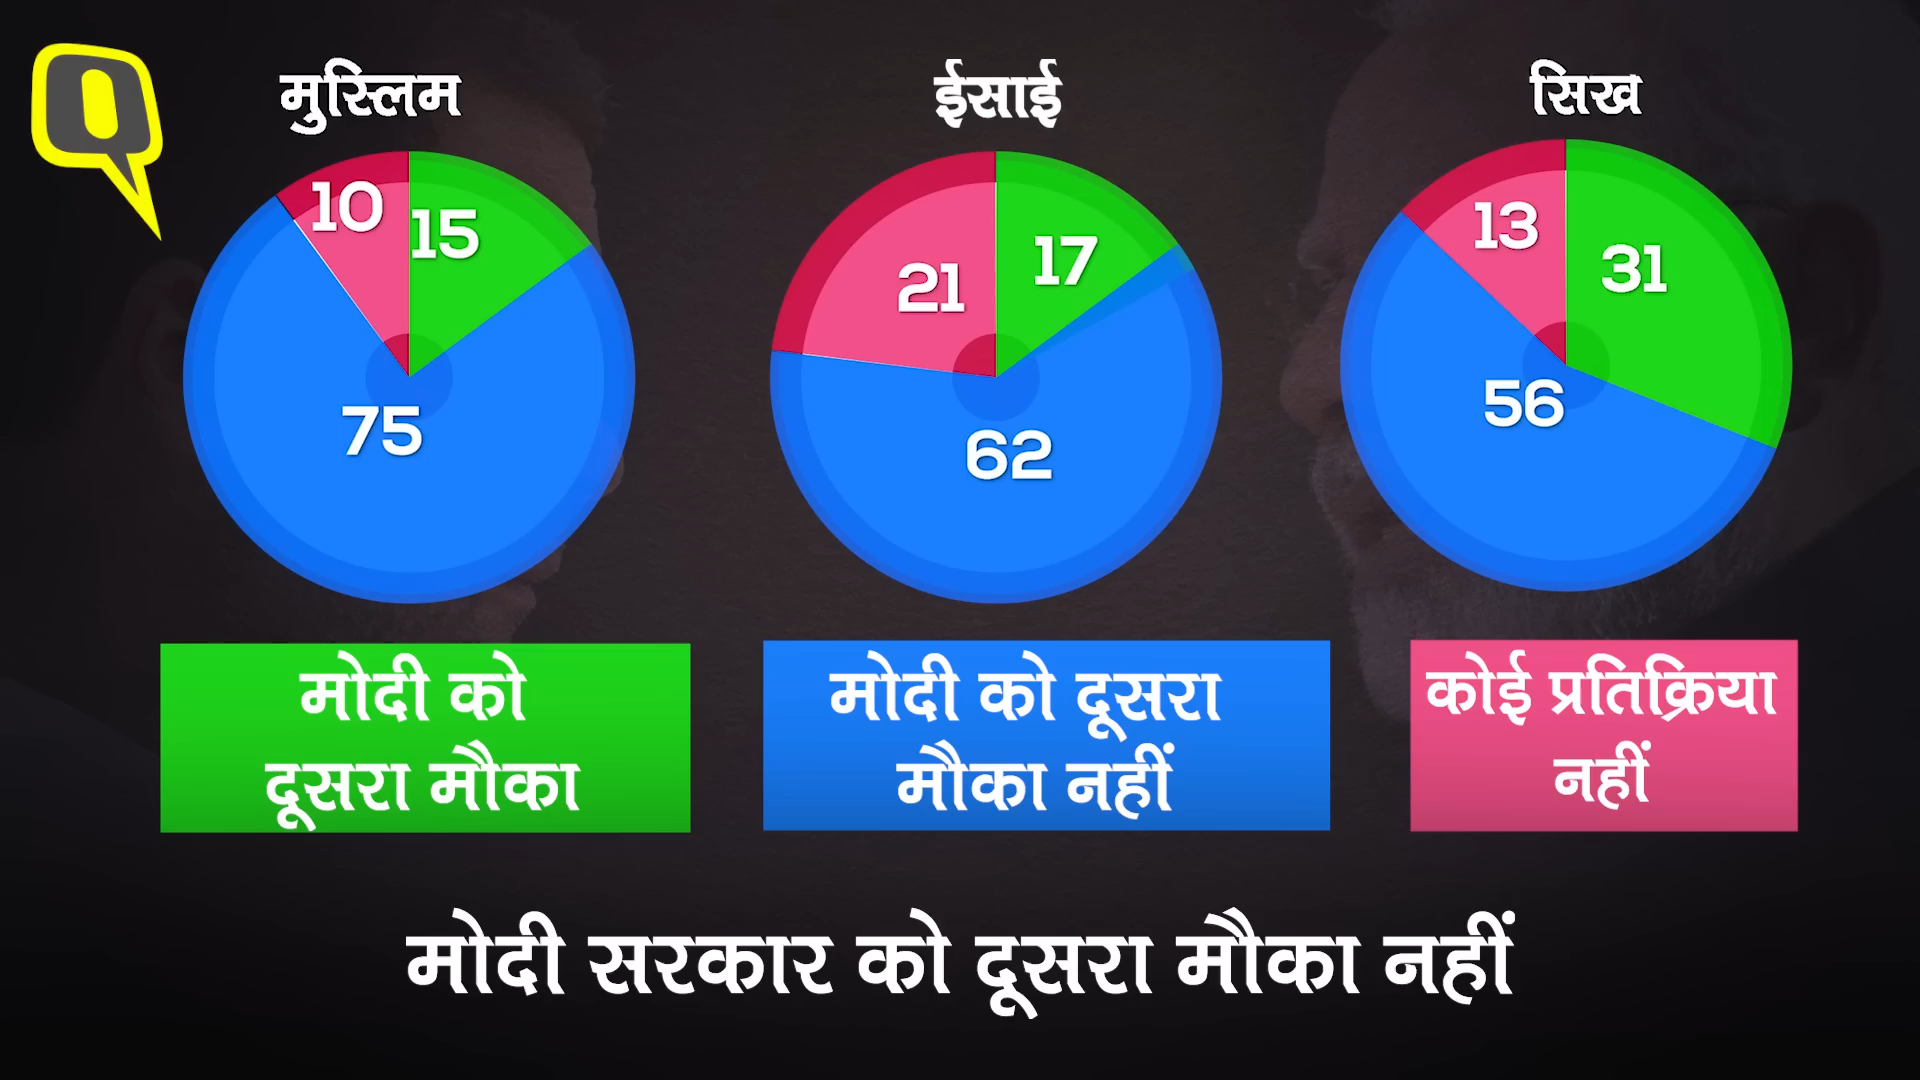 मुस्लिम
ईसाई
सिख
10
15
75
21
17
62
13
31
56
मोदी को
दूसरा मौका
मोदी को दूसरा
मौका नहीं
कोई प्रतिक्रिया
नहीं
मोदी सरकार को दूसरा मौका नहीं